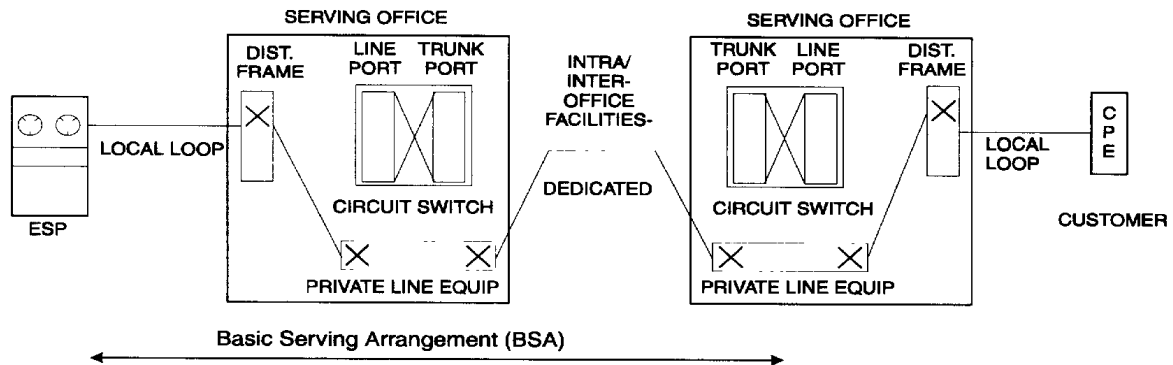 SERVING OFFICE
DIST.
FRAME
LINE
PORT
TRUNK
PORT
LOCAL LOOP
ESP
CIRCUIT SWITCH
PRIVATE LINE EQUIP
INTRA/
INTER-
OFFICE
FACILITIES-
DEDICATED
SERVING OFFICE
TRUNK
PORT
LINE
PORT
DIST.
FRAME
CIRCUIT SWITCH
PRIVATE LINE EQUIP
LOCAL
LOOP
CPE
CUSTOMER
Basic Serving Arrangement (BSA)